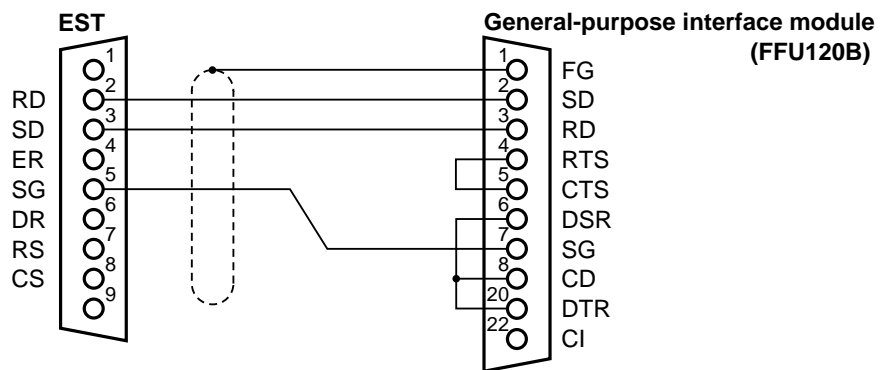 EST
General-purpose interface module
(FFU120B)
1
RD 2
SD 3
ER 4
SG 5
DR 6
RS 7
CS 8
9
1 FG
2 SD
3 RD
4 RTS
5 CTS
6 DSR
7 SG
8 CD
20 DTR
22 CI